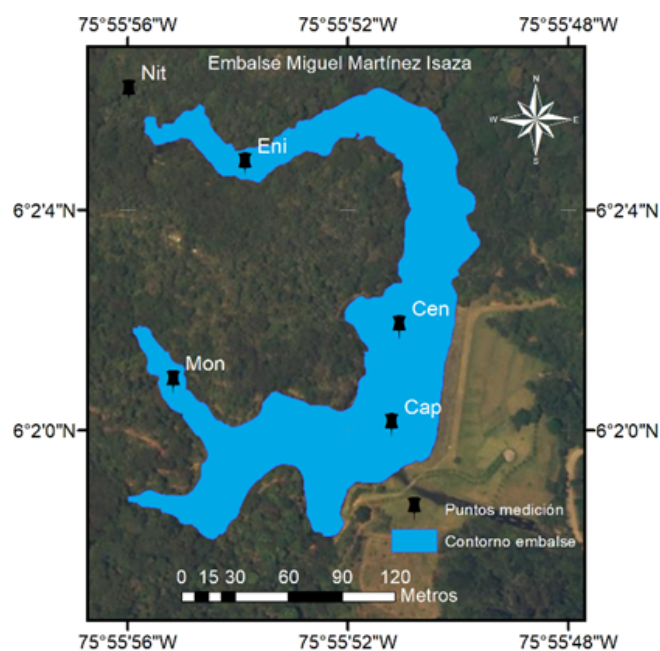 75°55'56"W 75°55'52"W 75°55'48"W
Embalse Miguel Martínez Isaza
Nit
N
W E
S
Eni
6°2'4"N 6°2'4"N
Cen
Mon
Cap
6°2'0"N 6°2'0"N
Puntos medición
Contorno embalse
0 15 30 60 90 120
Metros
75°55'56"W 75°55'52"W 75°55'48"W